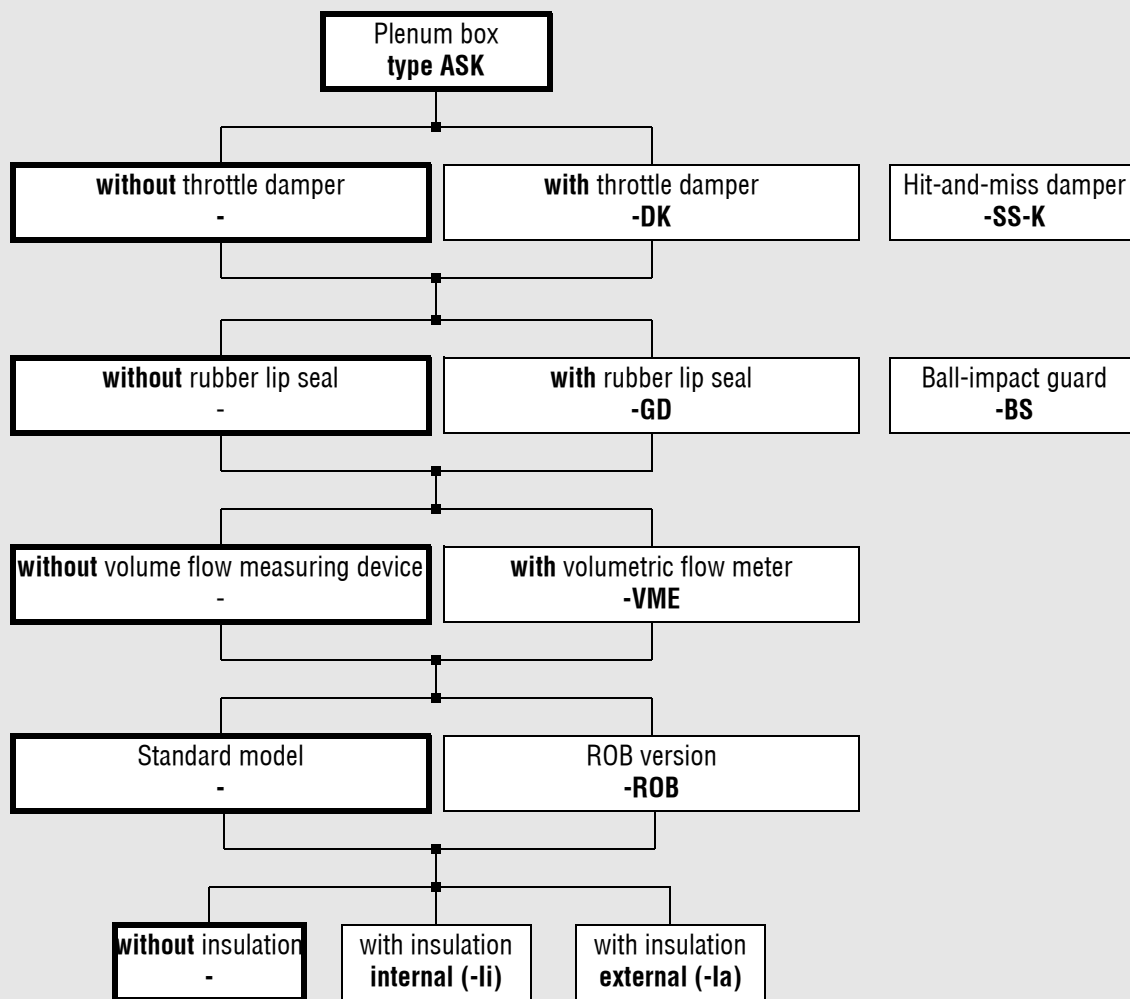 Plenum box
type ASK
without throttle damper
-
with throttle damper
-DK
Hit-and-miss damper
-SS-K
without rubber lip seal
-
with rubber lip seal
-GD
Ball-impact guard
-BS
without volume flow measuring device
-
with volumetric flow meter
-VME
Standard model
-
ROB version
-ROB
without insulation
-
with insulation
internal (-Ii)
with insulation
external (-Ia)